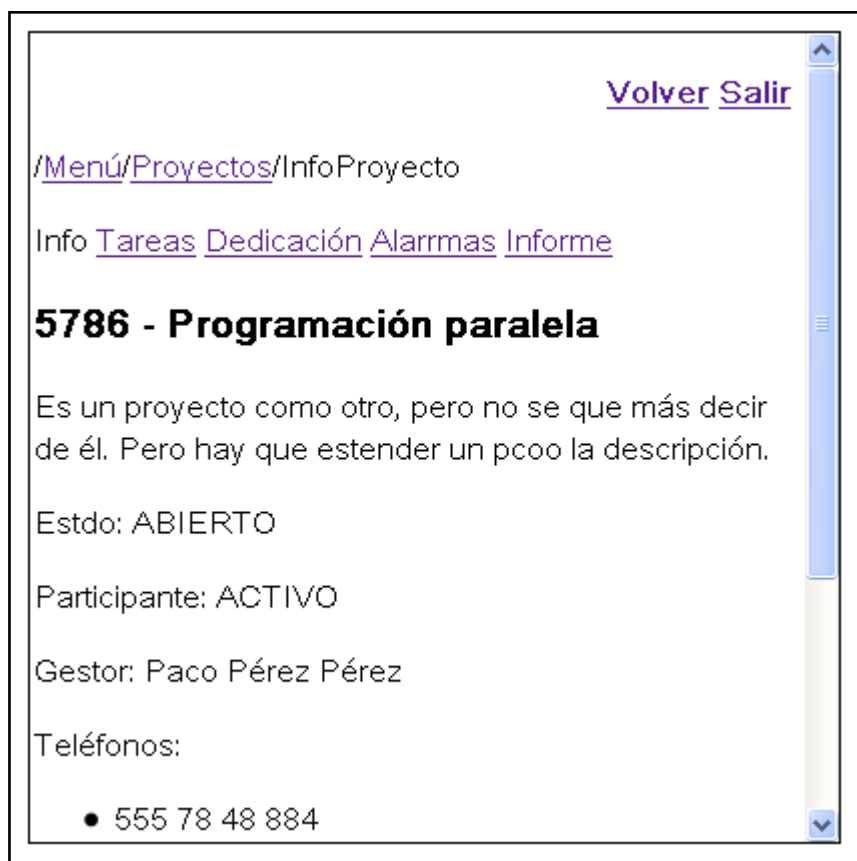 Volver Salir
/Menú/Proyectos/InfoProyecto
Info Tareas Dedicación Alarrmas Informe
5786 - Programación paralela
Es un proyecto como otro, pero no se que más decir
de él. Pero hay que estender un pcoo la descripción.
Estdo: ABIERTO
Participante: ACTIVO
Gestor: Paco Pérez Pérez
Teléfonos:
• 555 78 48 884